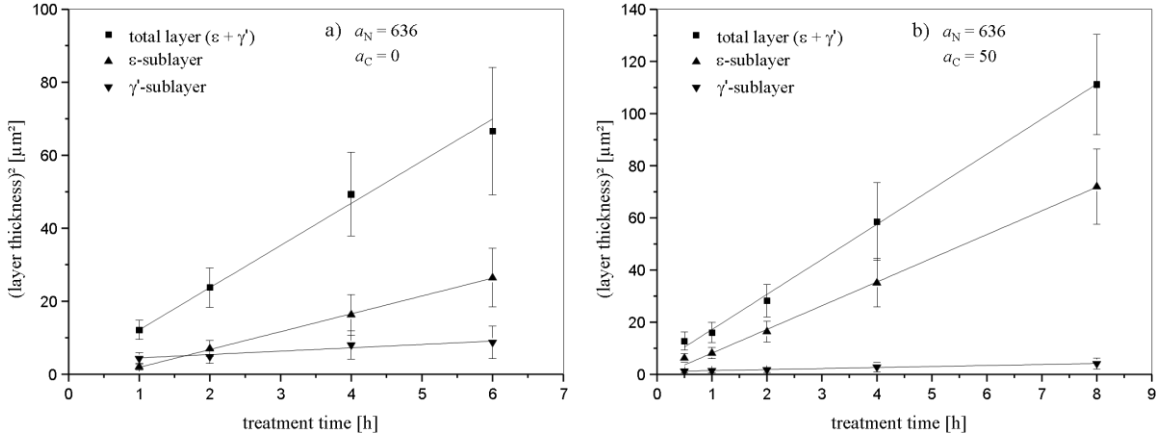 100
80
60
40
20
0
(layer thickness)² [µm²]
a) a_N = 636
a_C = 0
total layer (ε + γ')
ε-sublayer
γ'-sublayer
0 1 2 3 4 5 6 7
treatment time [h]
140
120
100
80
60
40
20
0
(layer thickness)² [µm²]
b) a_N = 636
a_C = 50
total layer (ε + γ')
ε-sublayer
γ'-sublayer
0 1 2 3 4 5 6 7 8 9
treatment time [h]